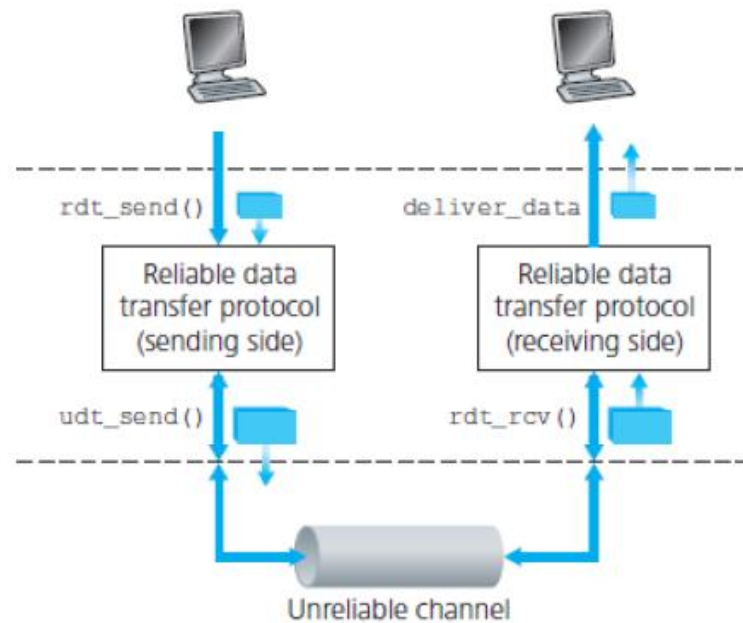 rdt_send()
deliver_data
Reliable data
transfer protocol
(sending side)
Reliable data
transfer protocol
(receiving side)
udt_send()
rdt_rcv()
Unreliable channel